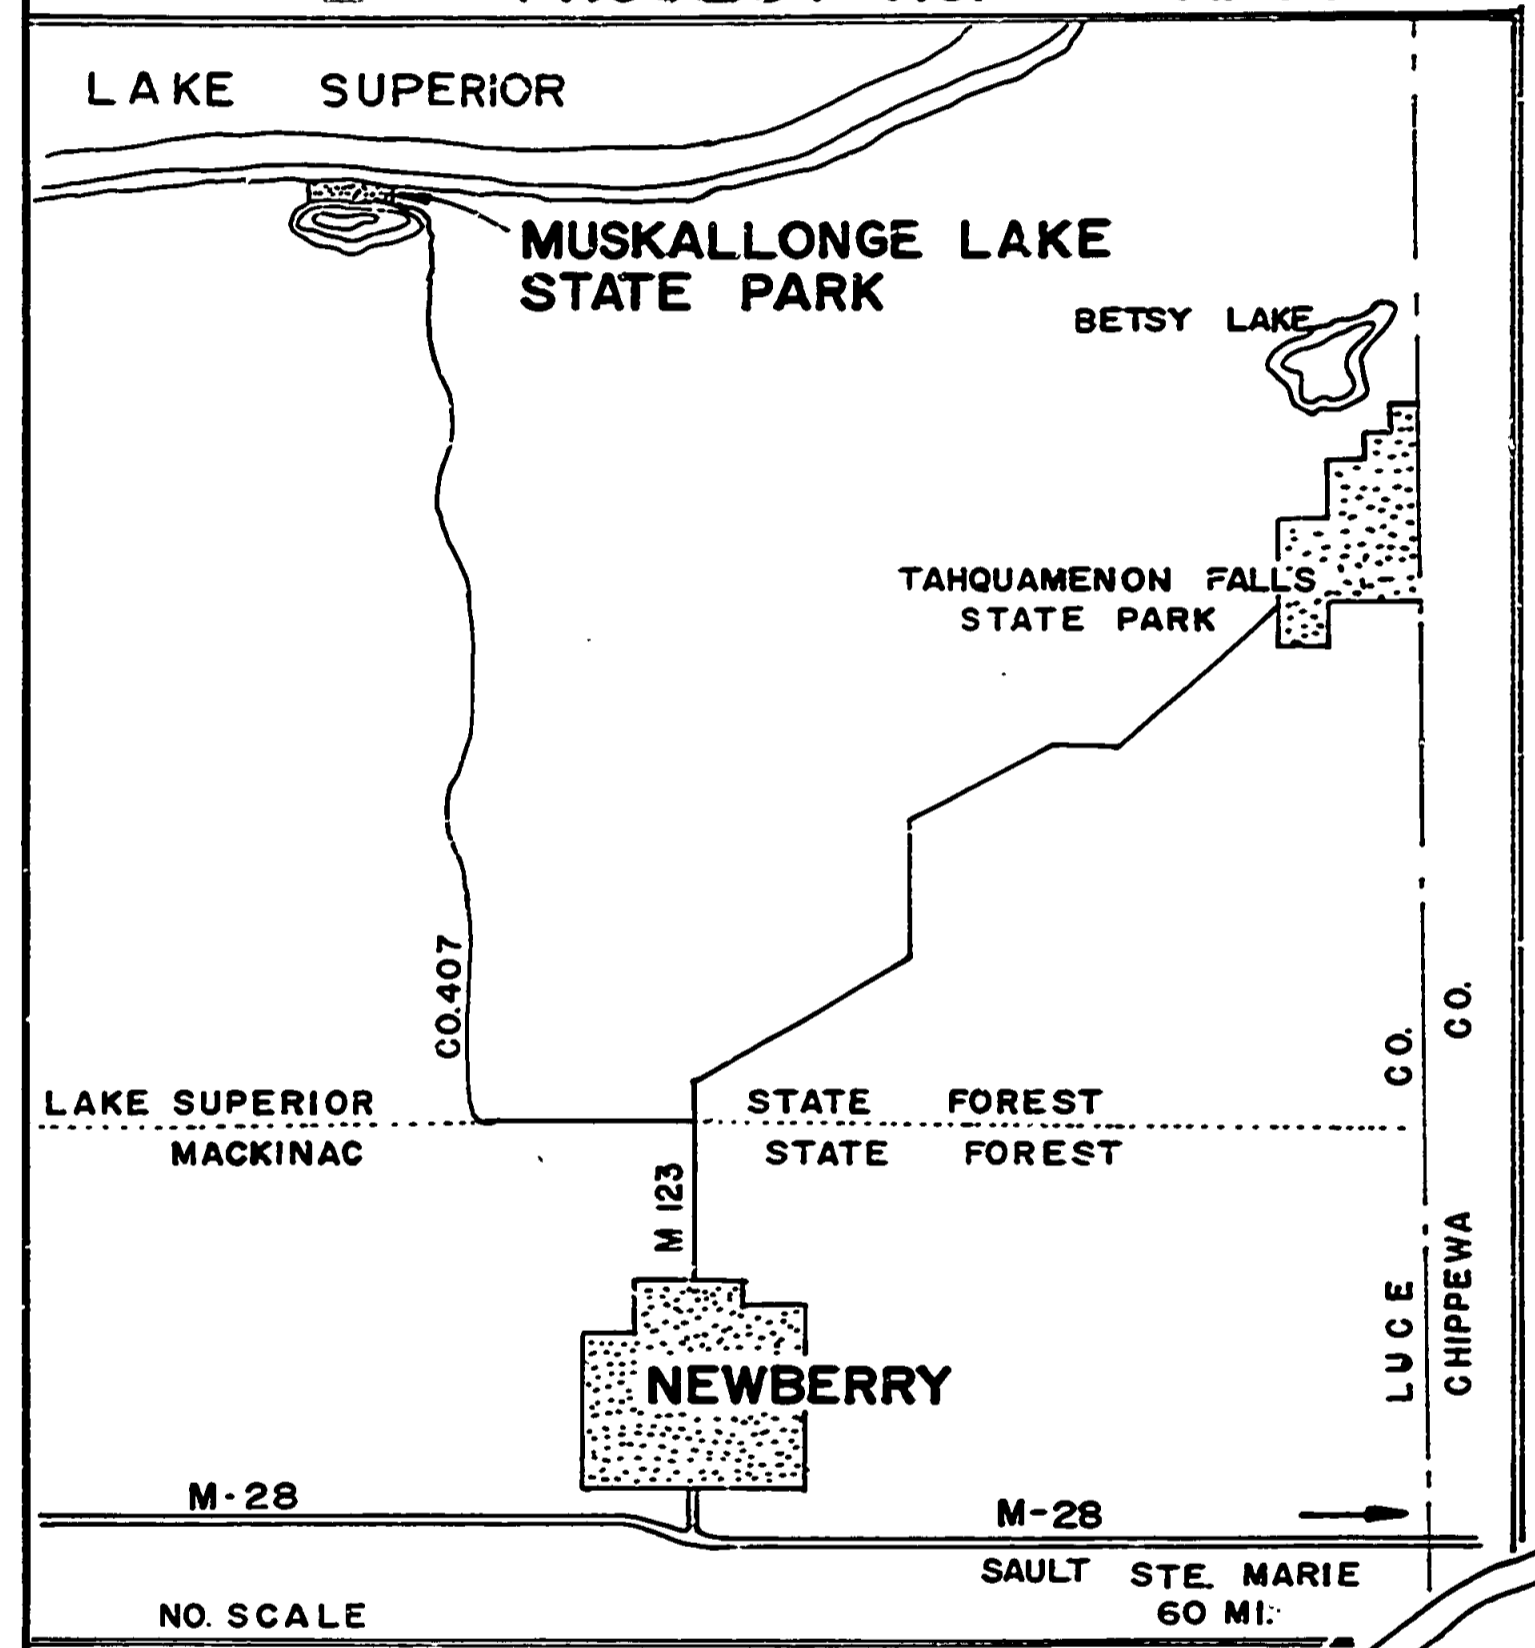 LAKE SUPERIOR
MUSKALLONGE LAKE
STATE PARK
BETSY LAKE
TAHQUAMENON FALLS
STATE PARK
CO.407
LUCE CO.
CHIPPEWA CO.
LAKE SUPERIOR STATE FOREST
MACKINAC STATE FOREST
M 123
NEWBERRY
M-28
M-28
SAULT STE. MARIE
60 MI.
NO. SCALE